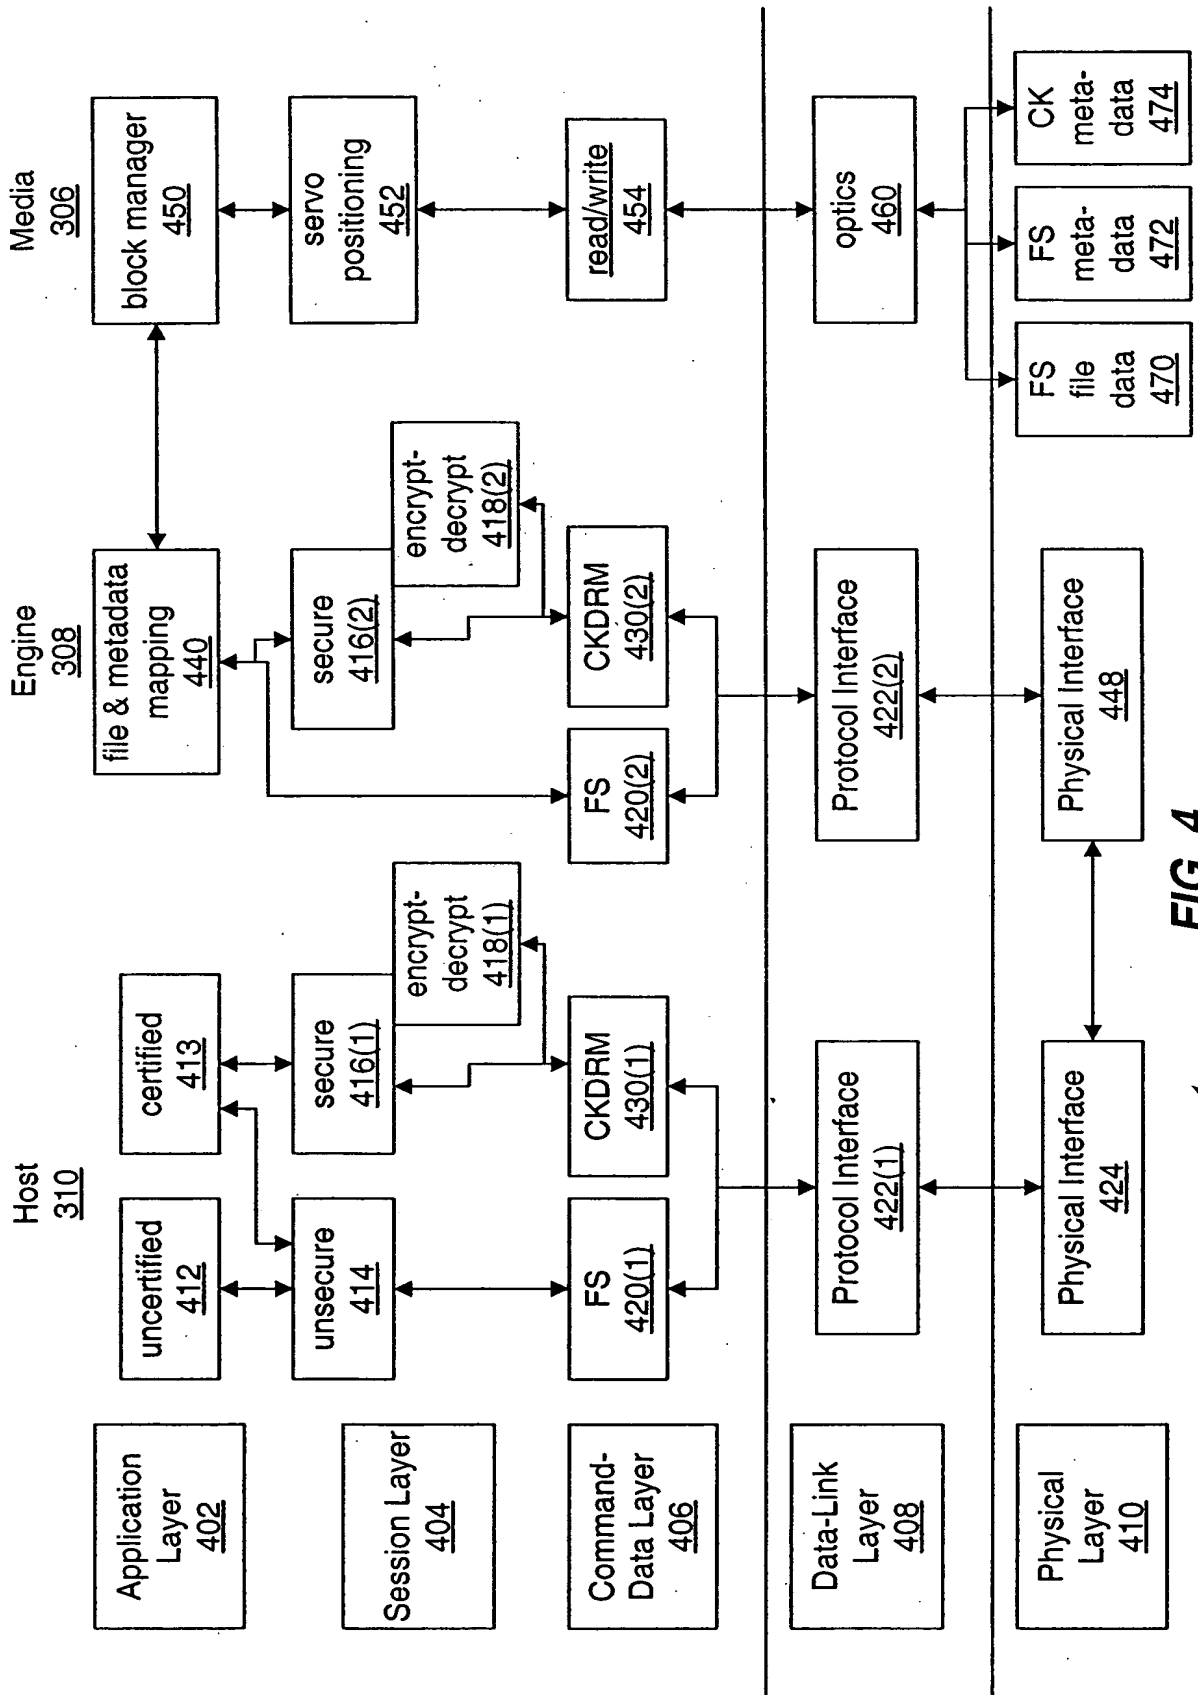 Host
310
Engine
308
Media
306
Application
Layer
402
uncertified
412
certified
413
file & metadata
mapping
440
block manager
450
Session Layer
404
unsecure
414
secure
416(1)
encrypt-
decrypt
418(1)
secure
416(2)
encrypt-
decrypt
418(2)
servo
positioning
452
Command-
Data Layer
406
FS
420(1)
CKDRM
430(1)
FS
420(2)
CKDRM
430(2)
read/write
454
Data-Link
Layer
408
Protocol Interface
422(1)
Protocol Interface
422(2)
optics
460
Physical
Layer
410
Physical Interface
424
Physical Interface
448
FS
file
data
470
FS
meta-
data
472
CK
meta-
data
474
FIG. 4